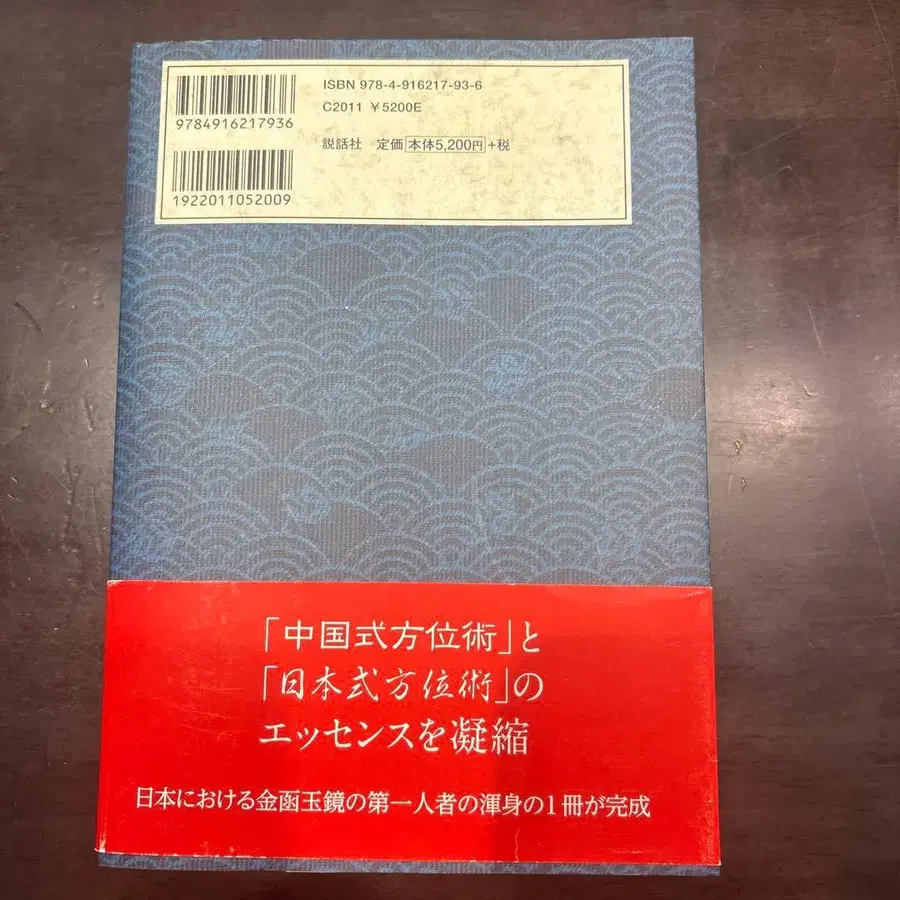 ISBN 978-4-916217-93-6
C2011 ¥5200E
9784916217936
説話社 定価 本体5,200円 +税
1922011052009
「中国式方位術」と
「日本式方位術」の
エッセンスを凝縮
日本における金函玉鏡の第一人者の渾身の1冊が完成